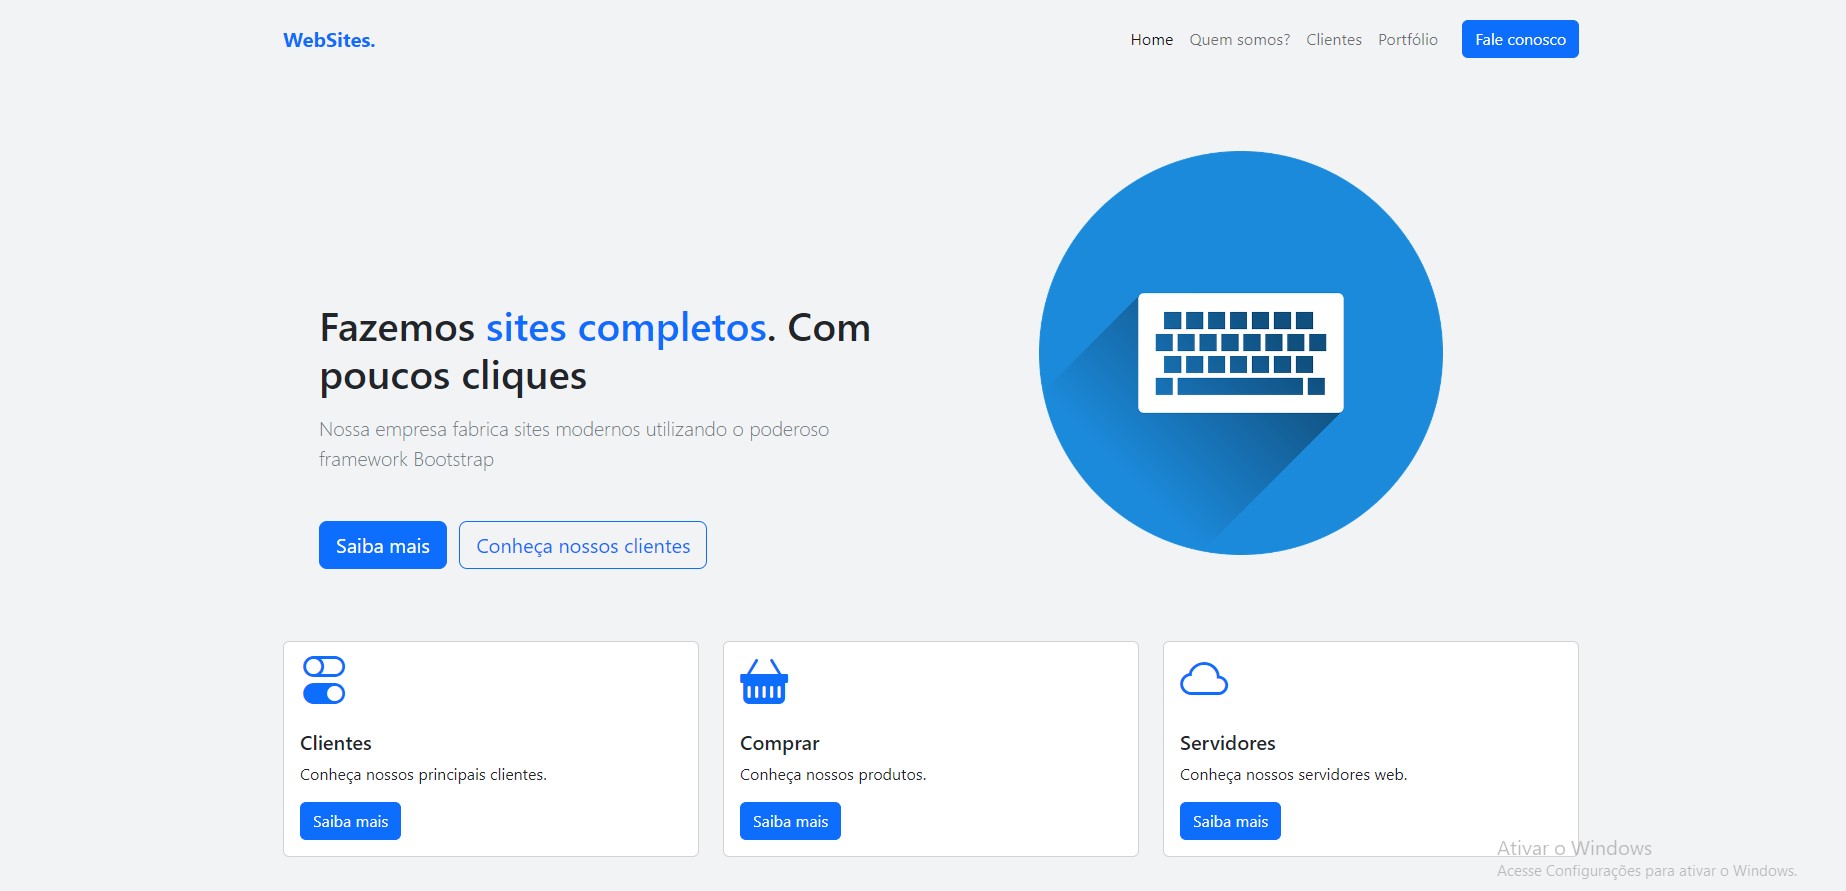 WebSites.
Home Quem somos? Clientes Portfólio Fale conosco
Fazemos sites completos. Com
poucos cliques
Nossa empresa fabrica sites modernos utilizando o poderoso
framework Bootstrap
Saiba mais Conheça nossos clientes
Clientes
Conheça nossos principais clientes.
Saiba mais
Comprar
Conheça nossos produtos.
Saiba mais
Servidores
Conheça nossos servidores web.
Saiba mais
Ativar o Windows
Acesse Configurações para ativar o Windows.